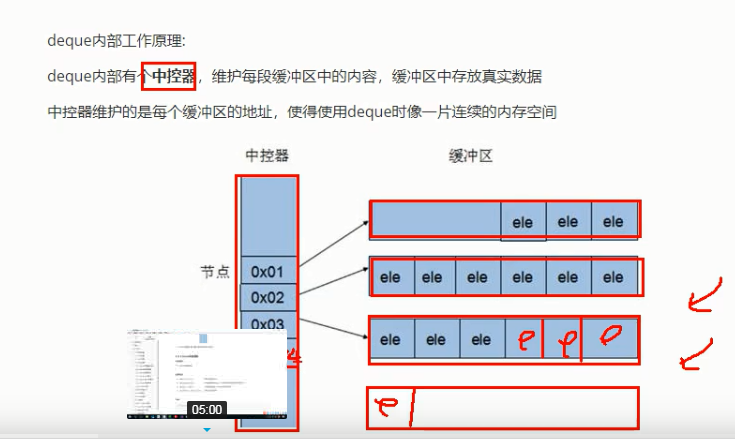 deque内部工作原理:
deque内部有个中控器，维护每段缓冲区中的内容，缓冲区中存放真实数据
中控器维护的是每个缓冲区的地址，使得使用deque时像一片连续的内存空间
中控器 缓冲区
ele ele ele
节点 0x01
ele ele ele ele ele ele
0x02
0x03
ele ele ele e e e
05:00
e